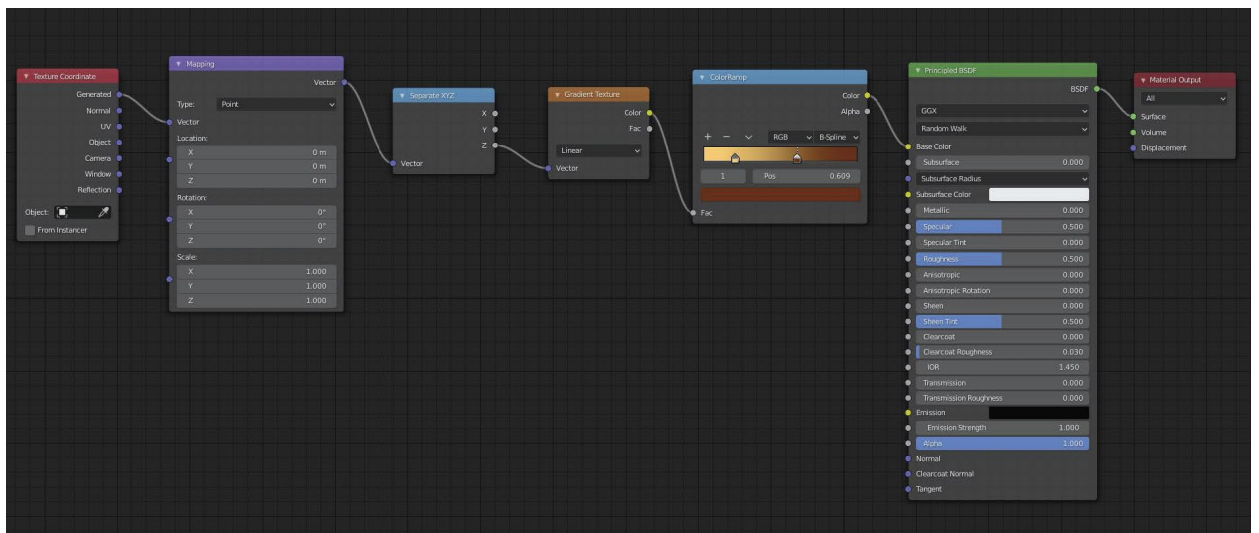 Texture Coordinate
Generated
Normal
UV
Object
Camera
Window
Reflection
Object:
From Instancer
Mapping
Vector
Type: Point
Vector
Location:
X 0 m
Y 0 m
Z 0 m
Rotation:
X 0°
Y 0°
Z 0°
Scale:
X 1.000
Y 1.000
Z 1.000
Separate XYZ
X
Y
Z
Vector
Gradient Texture
Color
Fac
Linear
Vector
ColorRamp
Color
Alpha
+ − RGB B-Spline
1 Pos 0.609
Fac
Principled BSDF
BSDF
GGX
Random Walk
Base Color
Subsurface 0.000
Subsurface Radius
Subsurface Color
Metallic 0.000
Specular 0.500
Specular Tint 0.000
Roughness 0.500
Anisotropic 0.000
Anisotropic Rotation 0.000
Sheen 0.000
Sheen Tint 0.500
Clearcoat 0.000
Clearcoat Roughness 0.030
IOR 1.450
Transmission 0.000
Transmission Roughness 0.000
Emission
Emission Strength 1.000
Alpha 1.000
Normal
Clearcoat Normal
Tangent
Material Output
All
Surface
Volume
Displacement